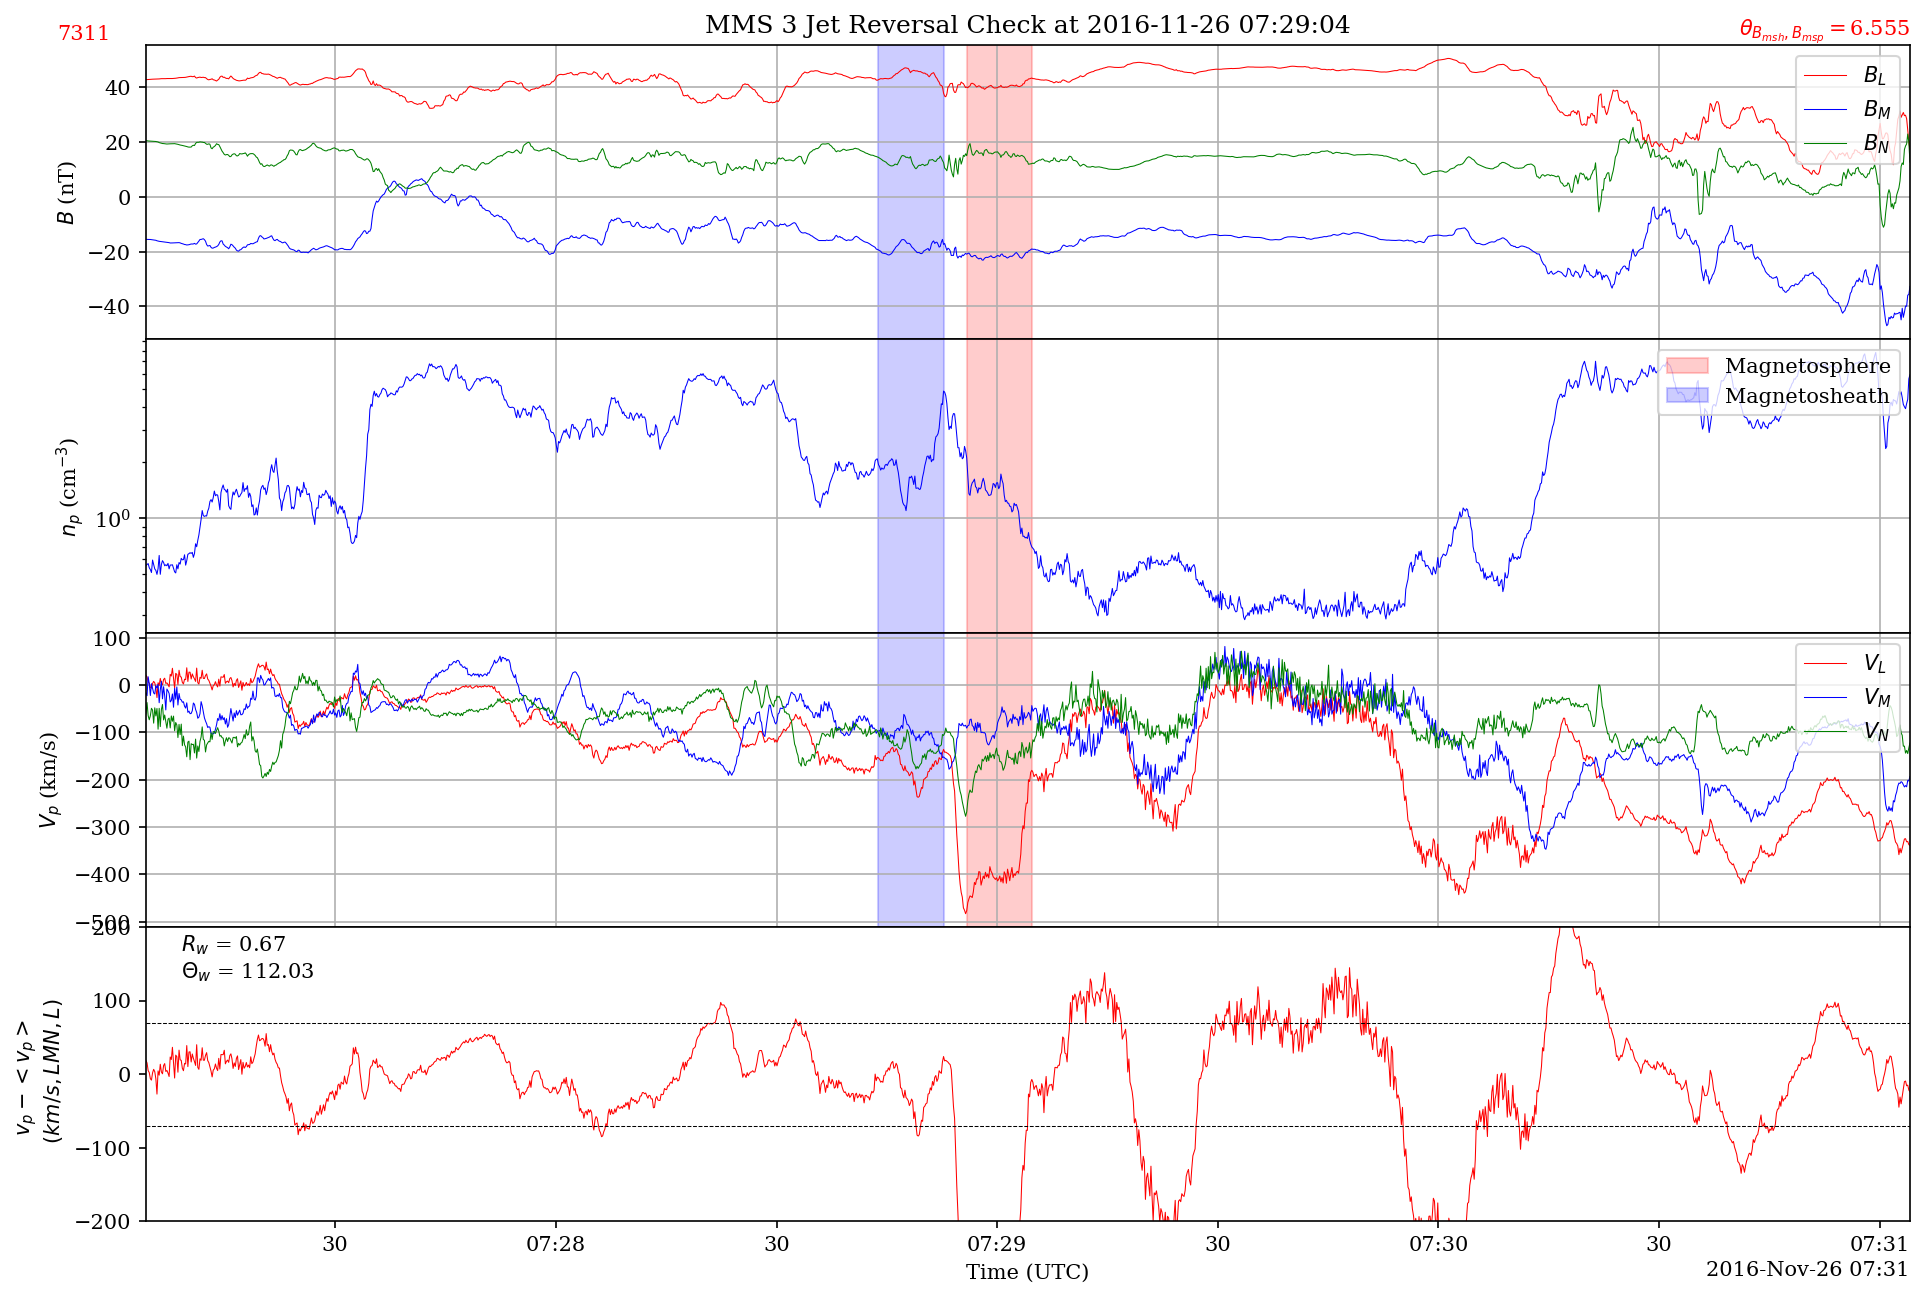 MMS 3 Jet Reversal Check at 2016-11-26 07:29:04
7311
θ_{B_{msh}, B_{msp}} = 6.555
40
20
0
−20
−40
B (nT)
B_L
B_M
B_N
10^0
n_p (cm^{−3})
Magnetosphere
Magnetosheath
100
0
−100
−200
−300
−400
−500
V_p (km/s)
V_L
V_M
V_N
200
100
0
−100
−200
v_p − < v_p >
(km/s, LMN, L)
R_w = 0.67
Θ_w = 112.03
30
07:28
30
07:29
30
07:30
30
07:31
Time (UTC)
2016-Nov-26 07:31